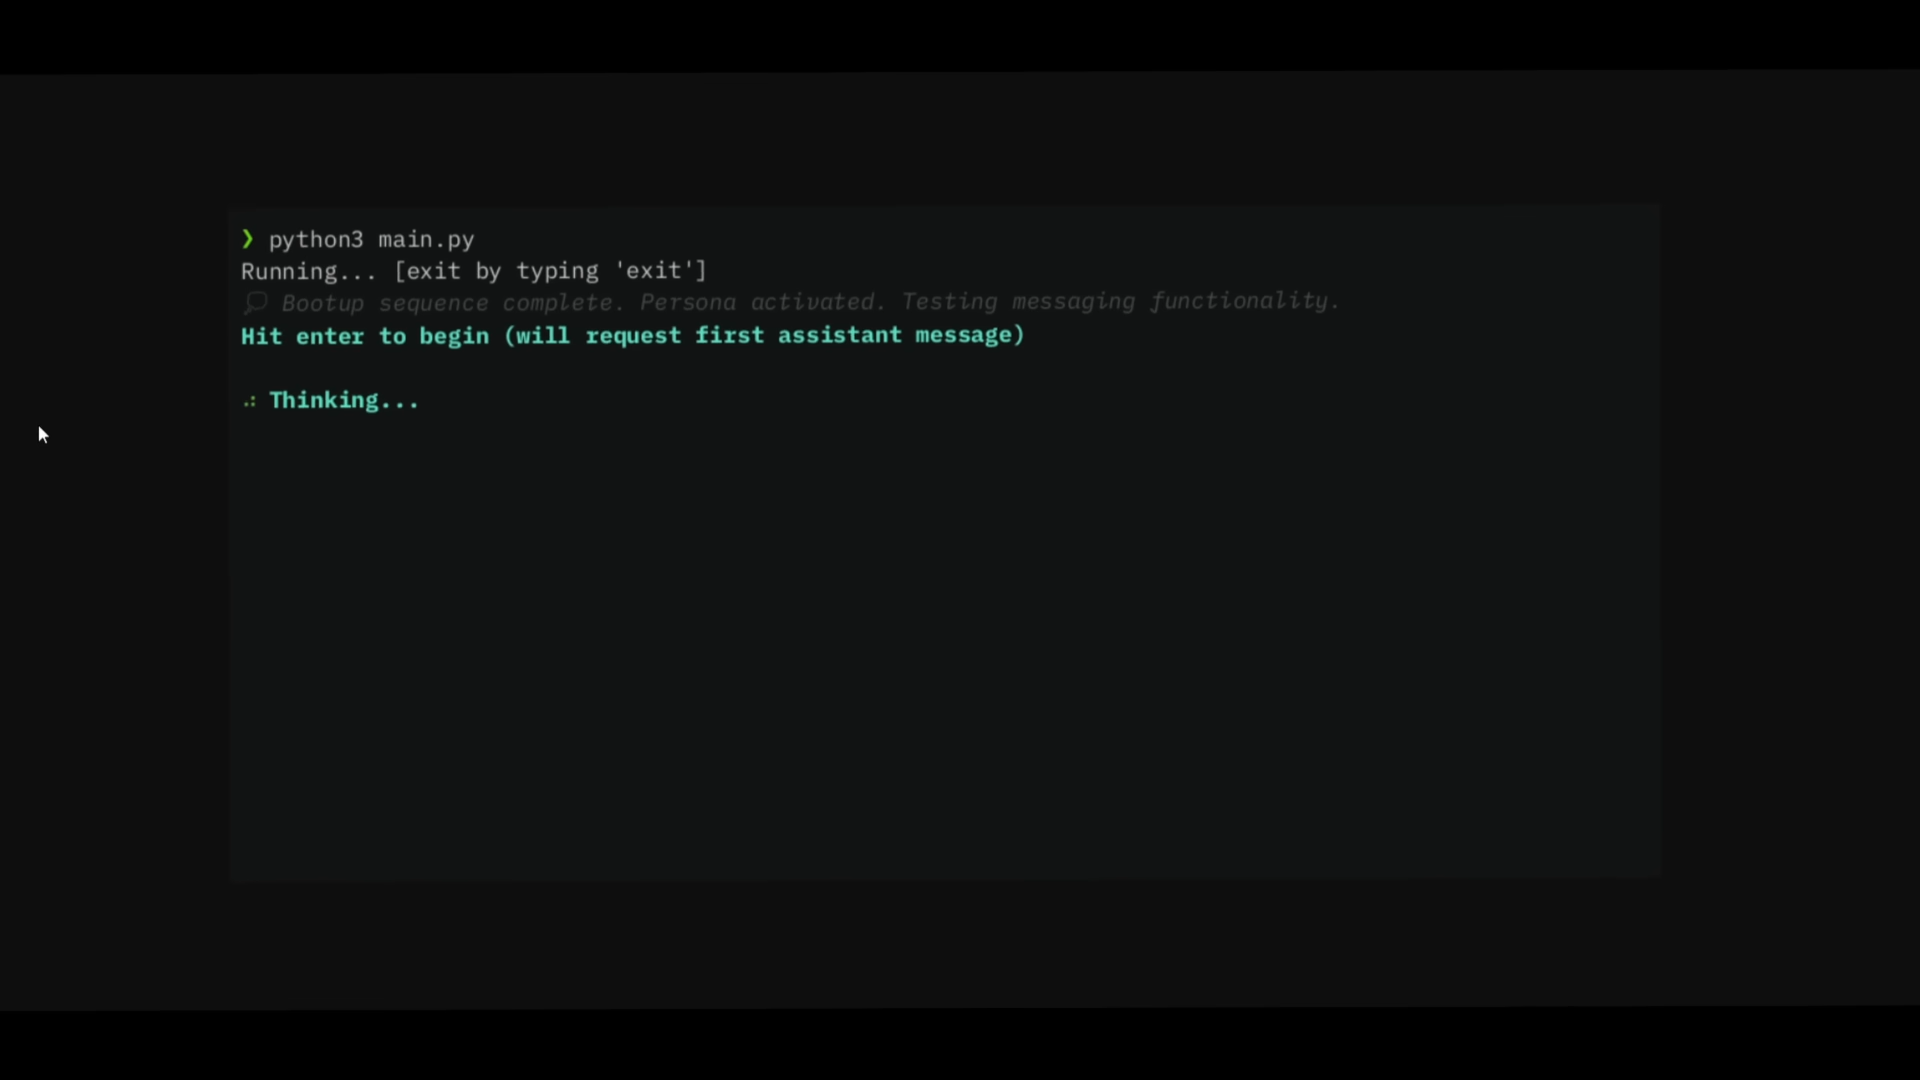 ❯ python3 main.py
Running... [exit by typing 'exit']
💭 Bootup sequence complete. Persona activated. Testing messaging functionality.
Hit enter to begin (will request first assistant message)
⠴ Thinking...